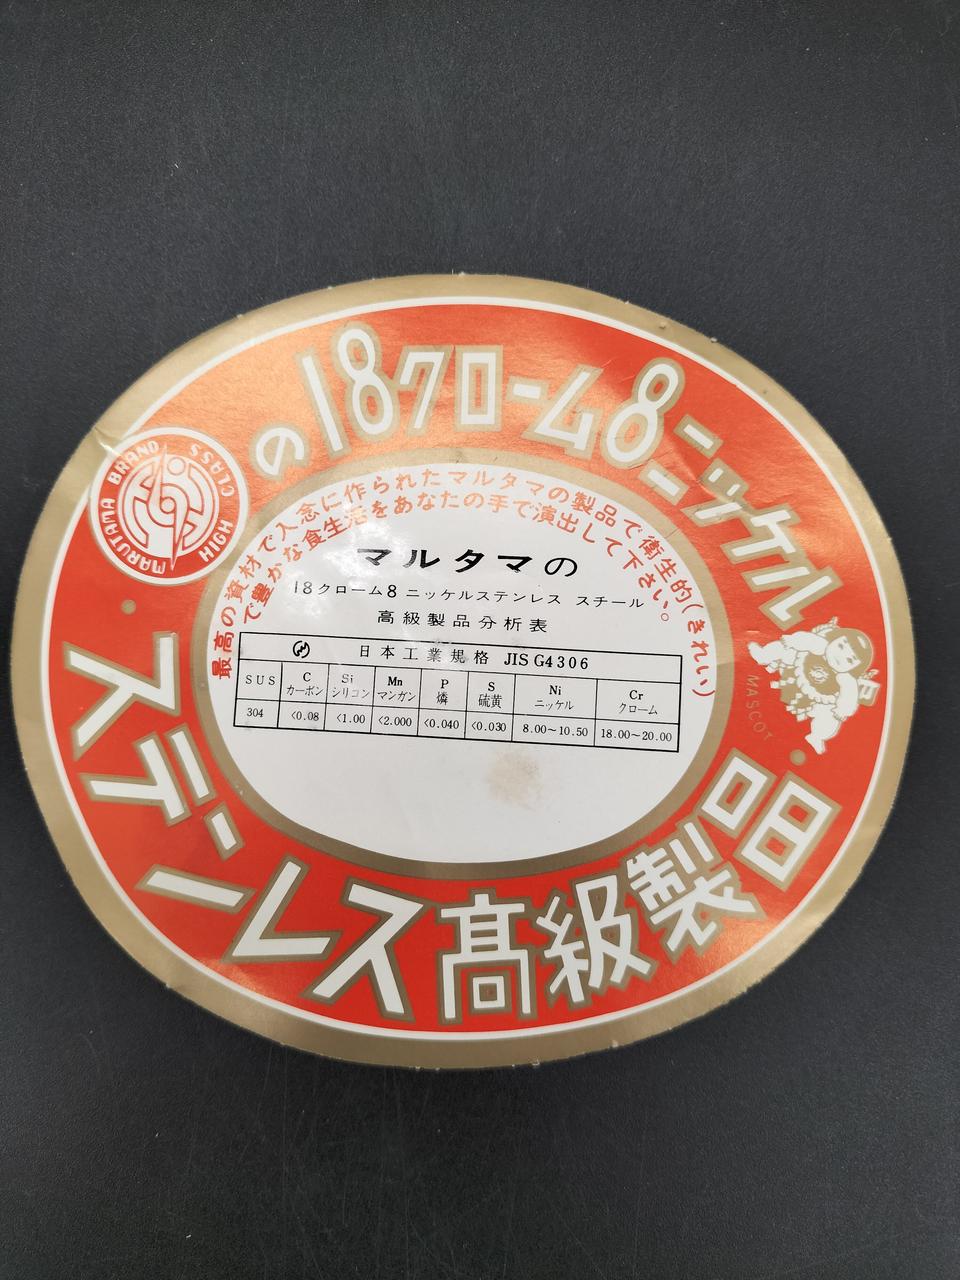 の18クローム8ニッケル
ステンレス高級製品
MARUTAMA BRAND
HIGH CLASS
MASCOT
最高の資材で入念に作られたマルタマの製品で衛生的(きれい)
で豊かな食生活をあなたの手で演出して下さい。
マルタマの
18クローム8ニッケルステンレス スチール
高級製品分析表
日本工業規格 JIS G4306
SUS C カーボン Si シリコン Mn マンガン P 燐 S 硫黄 Ni ニッケル Cr クローム
304 <0.08 <1.00 <2.000 <0.040 <0.030 8.00~10.50 18.00~20.00